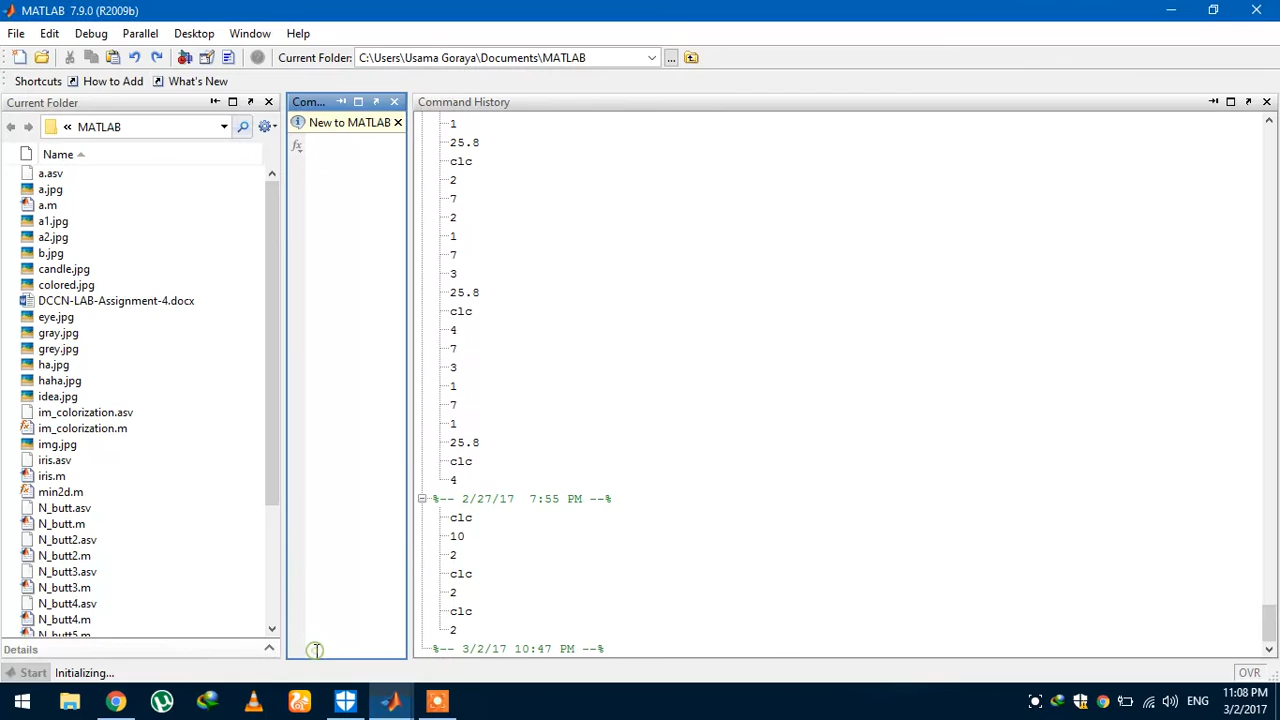 MATLAB 7.9.0 (R2009b)
File Edit Debug Parallel Desktop Window Help
Current Folder: C:\Users\Usama Goraya\Documents\MATLAB ...
Shortcuts How to Add What's New
Current Folder
« MATLAB
Name
a.asv
a.jpg
a.m
a1.jpg
a2.jpg
b.jpg
candle.jpg
colored.jpg
DCCN-LAB-Assignment-4.docx
eye.jpg
gray.jpg
grey.jpg
ha.jpg
haha.jpg
idea.jpg
im_colorization.asv
im_colorization.m
img.jpg
iris.asv
iris.m
min2d.m
N_butt.asv
N_butt.m
N_butt2.asv
N_butt2.m
N_butt3.asv
N_butt3.m
N_butt4.asv
N_butt4.m
N_butt5.m
Details
Com...
New to MATLAB
fx
Command History
1
25.8
clc
2
7
2
1
7
3
25.8
clc
4
7
3
1
7
1
25.8
clc
4
%-- 2/27/17 7:55 PM --%
clc
10
2
clc
2
clc
2
%-- 3/2/17 10:47 PM --%
Start Initializing...
OVR
ENG
11:08 PM
3/2/2017